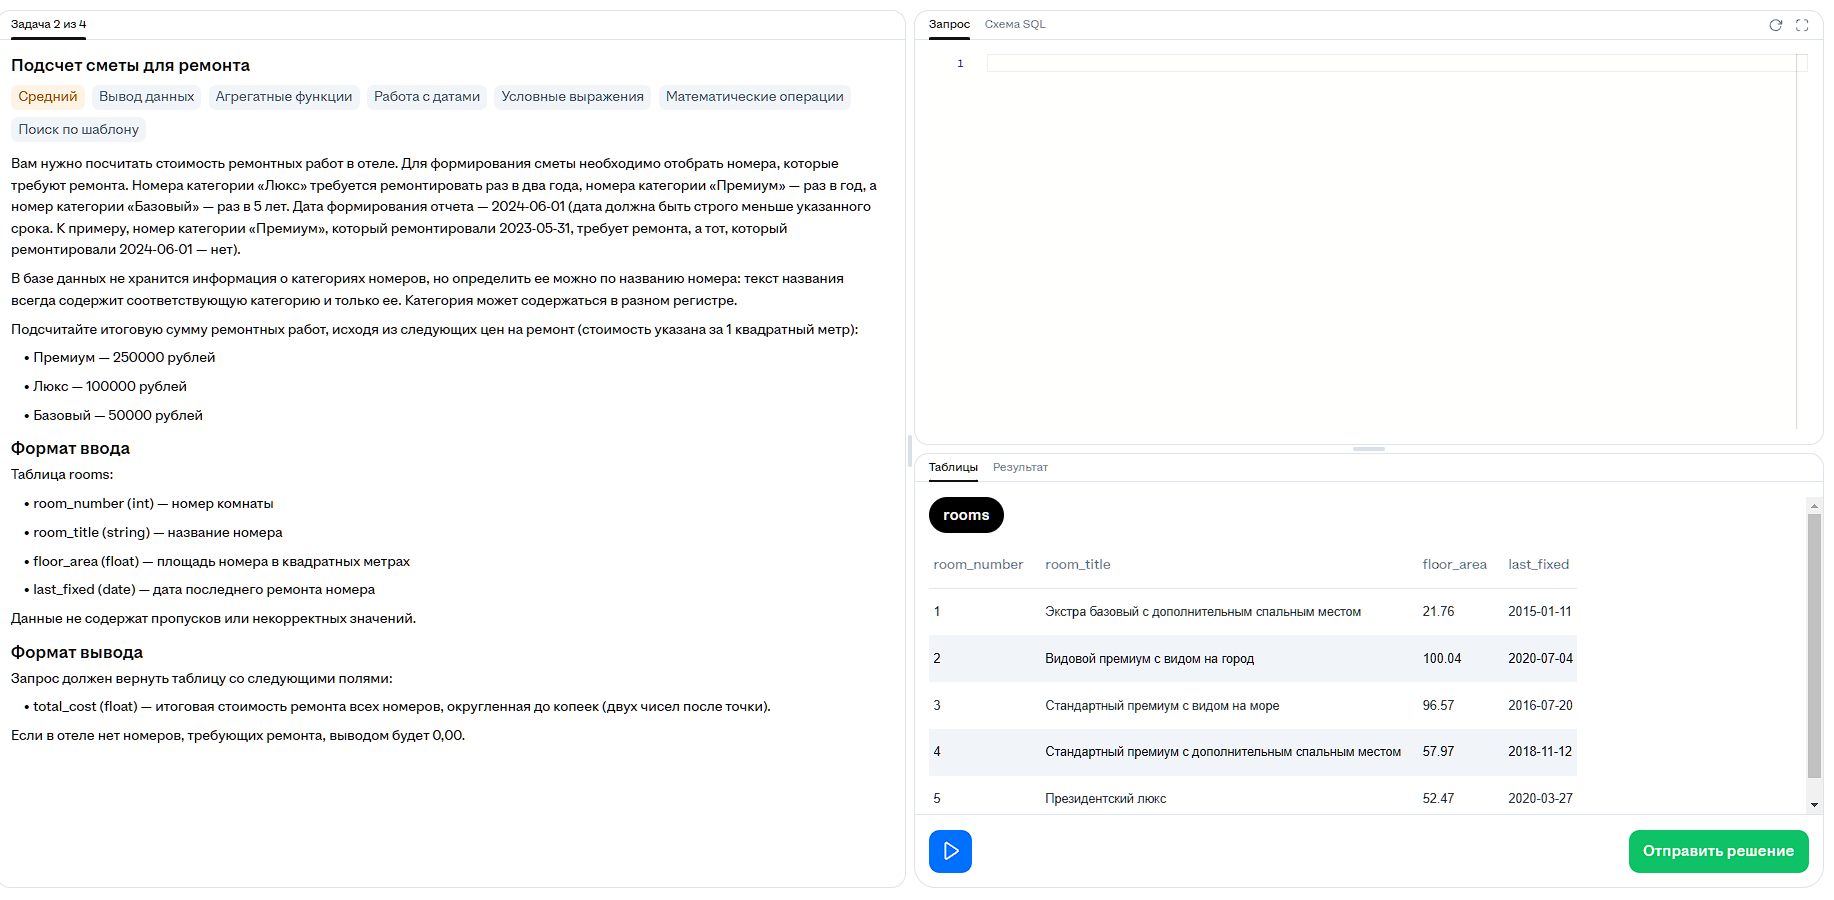 Задача 2 из 4
Подсчет сметы для ремонта
Средний Вывод данных Агрегатные функции Работа с датами Условные выражения Математические операции
Поиск по шаблону
Вам нужно посчитать стоимость ремонтных работ в отеле. Для формирования сметы необходимо отобрать номера, которые
требуют ремонта. Номера категории «Люкс» требуется ремонтировать раз в два года, номера категории «Премиум» — раз в год, а
номер категории «Базовый» — раз в 5 лет. Дата формирования отчета — 2024-06-01 (дата должна быть строго меньше указанного
срока. К примеру, номер категории «Премиум», который ремонтировали 2023-05-31, требует ремонта, а тот, который
ремонтировали 2024-06-01 — нет).
В базе данных не хранится информация о категориях номеров, но определить ее можно по названию номера: текст названия
всегда содержит соответствующую категорию и только ее. Категория может содержаться в разном регистре.
Подсчитайте итоговую сумму ремонтных работ, исходя из следующих цен на ремонт (стоимость указана за 1 квадратный метр):
• Премиум — 250000 рублей
• Люкс — 100000 рублей
• Базовый — 50000 рублей
Формат ввода
Таблица rooms:
• room_number (int) — номер комнаты
• room_title (string) — название номера
• floor_area (float) — площадь номера в квадратных метрах
• last_fixed (date) — дата последнего ремонта номера
Данные не содержат пропусков или некорректных значений.
Формат вывода
Запрос должен вернуть таблицу со следующими полями:
• total_cost (float) — итоговая стоимость ремонта всех номеров, округленная до копеек (двух чисел после точки).
Если в отеле нет номеров, требующих ремонта, выводом будет 0,00.
Запрос Схема SQL
1
Таблицы Результат
rooms
room_number room_title floor_area last_fixed
1 Экстра базовый с дополнительным спальным местом 21.76 2015-01-11
2 Видовой премиум с видом на город 100.04 2020-07-04
3 Стандартный премиум с видом на море 96.57 2016-07-20
4 Стандартный премиум с дополнительным спальным местом 57.97 2018-11-12
5 Президентский люкс 52.47 2020-03-27
Отправить решение